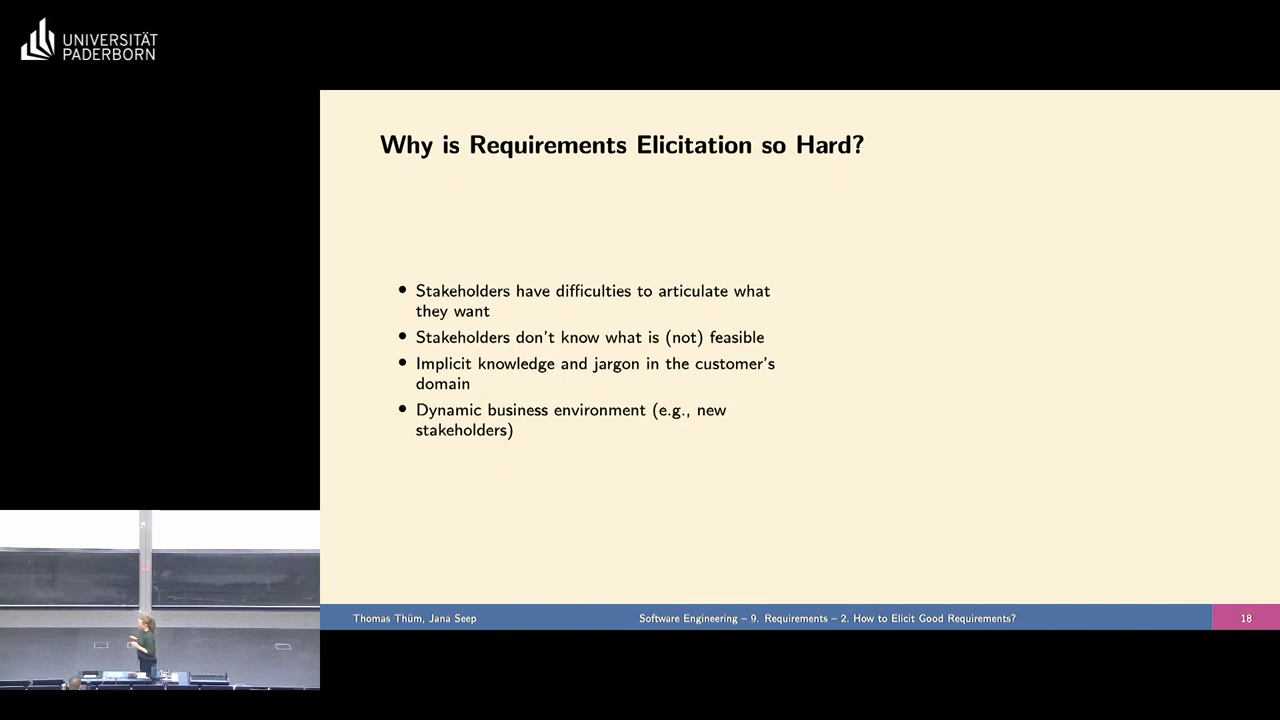 UNIVERSITÄT
PADERBORN
Why is Requirements Elicitation so Hard?
• Stakeholders have difficulties to articulate what
they want
• Stakeholders don't know what is (not) feasible
• Implicit knowledge and jargon in the customer's
domain
• Dynamic business environment (e.g., new
stakeholders)
Thomas Thüm, Jana Seep
Software Engineering – 9. Requirements – 2. How to Elicit Good Requirements?
18